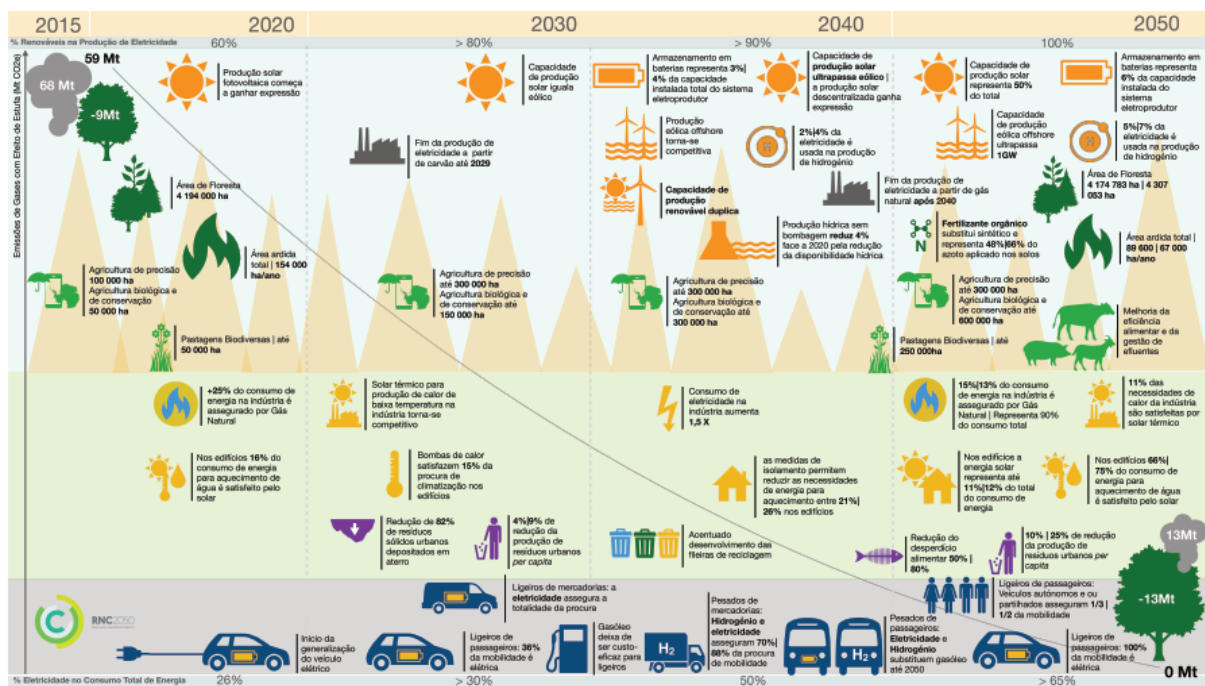 2015
2020
2030
2040
2050
% Renováveis na Produção de Eletricidade
60%
> 80%
> 90%
100%
Emissões de Gases com Efeito de Estufa (Mt CO2e)
68 Mt
59 Mt
-9Mt
Produção solar
fotovoltaica começa
a ganhar expressão
Capacidade
de produção
solar iguala
eólico
Armazenamento em
baterias representa 3%|
4% da capacidade
instalada total do sistema
eletroprodutor
Capacidade de
produção solar
ultrapassa eólico |
a produção solar
descentralizada ganha
expressão
Capacidade
de produção
solar
representa 50%
do total
Armazenamento em
baterias representa
6% da capacidade
instalada do
sistema
eletroprodutor
Fim da produção de
eletricidade a partir
de carvão até 2029
Produção
eólica offshore
torna-se
competitiva
2%|4% da
eletricidade é
usada na produção
de hidrogénio
Capacidade
de produção
eólica offshore
ultrapassa
1GW
5%|7% da
eletricidade é
usada na produção
de hidrogénio
Área de Floresta
4 194 000 ha
Capacidade de
produção
renovável duplica
Fim da produção de
eletricidade a partir de gás
natural após 2040
Área de Floresta
4 174 783 ha | 4 307
053 ha
Área ardida
total | 154 000
ha/ano
Produção hídrica sem
bombagem reduz 4%
face a 2020 pela redução
da disponibilidade hídrica
N
Fertilizante orgânico
substitui sintético e
representa 48%|66% do
azoto aplicado nos solos
Área ardida total |
89 600 | 67 000
ha/ano
Agricultura de precisão
100 000 ha
Agricultura biológica e
de conservação
50 000 ha
Agricultura de precisão
até 300 000 ha
Agricultura biológica e
de conservação até
150 000 ha
Agricultura de precisão
até 300 000 ha
Agricultura biológica e
de conservação até
300 000 ha
Agricultura de precisão
até 300 000 ha
Agricultura biológica e
de conservação até
600 000 ha
Melhoria da
eficiência
alimentar e da
gestão de
efluentes
Pastagens Biodiversas | até
50 000 ha
Pastagens Biodiversas | até
250 000ha
+25% do consumo de
energia na indústria é
assegurado por Gás
Natural
Solar térmico para
produção de calor de
baixa temperatura na
indústria torna-se
competitivo
Consumo de
eletricidade na
indústria aumenta
1,5 X
15%|13% do consumo
de energia na indústria é
assegurado por Gás
Natural | Representa 90%
do consumo total
11% das
necessidades de
calor da indústria
são satisfeitas por
solar térmico
Nos edifícios 16% do
consumo de energia
para aquecimento de
água é satisfeito pelo
solar
Bombas de calor
satisfazem 15% da
procura de
climatização nos
edifícios
as medidas de
isolamento permitem
reduzir as necessidades
de energia para
aquecimento entre 21%|
26% nos edifícios
Nos edifícios a
energia solar
representa até
11%|12% do total
do consumo de
energia
Nos edifícios 66%|
75% do consumo de
energia para
aquecimento de água
é satisfeito pelo solar
Redução de 82%
de resíduos
sólidos urbanos
depositados em
aterro
4%|9% de
redução da
produção de
resíduos urbanos
per capita
Acentuado
desenvolvimento das
fileiras de reciclagem
Redução do
desperdício
alimentar 50% |
80%
10% | 25% de redução
da produção de
resíduos urbanos per
capita
13Mt
-13Mt
0 Mt
RNC2050
Ligeiros de mercadorias: a
eletricidade assegura a
totalidade da procura
Ligeiros de passageiros:
Veículos autónomos e ou
partilhados asseguram 1/3 |
1/2 da mobilidade
Início da
generalização do
veículo elétrico
Ligeiros de
passageiros: 36%
da mobilidade é
elétrica
Gasóleo
deixa de ser
custo-
eficaz para
ligeiros
H2
Pesados de
mercadorias:
Hidrogénio e
eletricidade
asseguram 70%|
88% da procura
de mobilidade
H2
Pesados de
passageiros:
Eletricidade e
Hidrogénio
substituem gasóleo
até 2050
Ligeiros de
passageiros: 100%
da mobilidade é
elétrica
% Eletricidade no Consumo Total de Energia
26%
> 30%
50%
> 65%